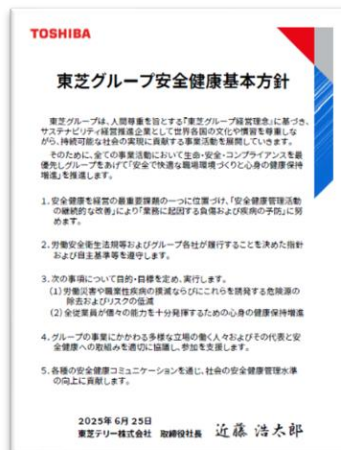 TOSHIBA
東芝グループ安全健康基本方針
東芝グループは、人間尊重を旨とする「東芝グループ経営理念」に基づき、
サステナビリティ経営推進企業として世界各国の文化や慣習を尊重しな
がら、持続可能な社会の実現に貢献する事業活動を展開していきます。
そのために、全ての事業活動において生命・安全・コンプライアンスを最
優先しグループをあげて「安全で快適な職場環境づくりと心身の健康保持
増進」を推進します。
1. 安全健康を経営の最重要課題の一つに位置づけ、「安全健康管理活動
の継続的な改善」により「業務に起因する負傷および疾病の予防」に努
めます。
2. 労働安全衛生法規等およびグループ各社が履行することを決めた指針
および自主基準等を遵守します。
3. 次の事項について目的・目標を定め、実行します。
(1) 労働災害や職業性疾病の撲滅ならびにこれらを誘発する危険源の
除去およびリスクの低減
(2) 全従業員が個々の能力を十分発揮するための心身の健康保持増進
4. グループの事業にかかわる多様な立場の働く人々およびその代表と安
全健康への取組みを適切に協議し、参加を支援します。
5. 各種の安全健康コミュニケーションを通じ、社会の安全健康管理水準
の向上に貢献します。
2025年 6月 25日
東芝テリー株式会社 取締役社長 近藤 浩太郎